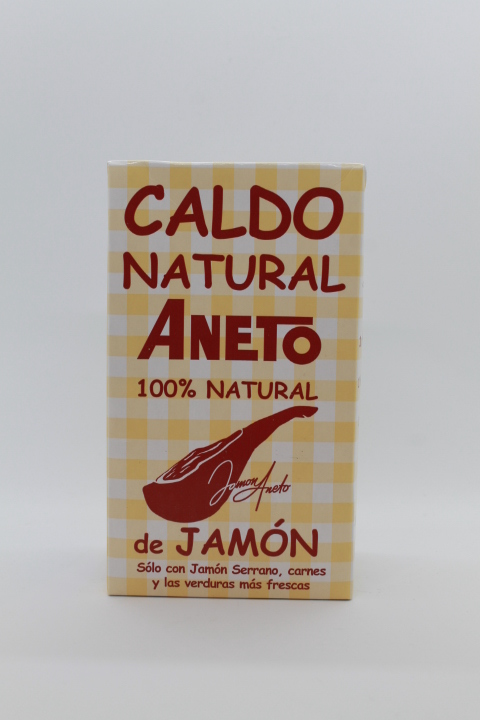 CALDO
NATURAL
ANETO
100% NATURAL
Jamon Aneto
de JAMÓN
Sólo con Jamón Serrano, carnes
y las verduras más frescas